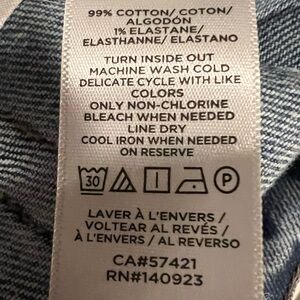 99% COTTON/ COTON/
ALGODÓN
1% ELASTANE/
ELASTHANNE/ ELASTANO
TURN INSIDE OUT
MACHINE WASH COLD
DELICATE CYCLE WITH LIKE
COLORS
ONLY NON-CHLORINE
BLEACH WHEN NEEDED
LINE DRY
COOL IRON WHEN NEEDED
ON RESERVE
30 P
LAVER À L'ENVERS /
VOLTEAR AL REVÉS /
À L'ENVERS / AL REVERSO
CA#57421
RN#140923